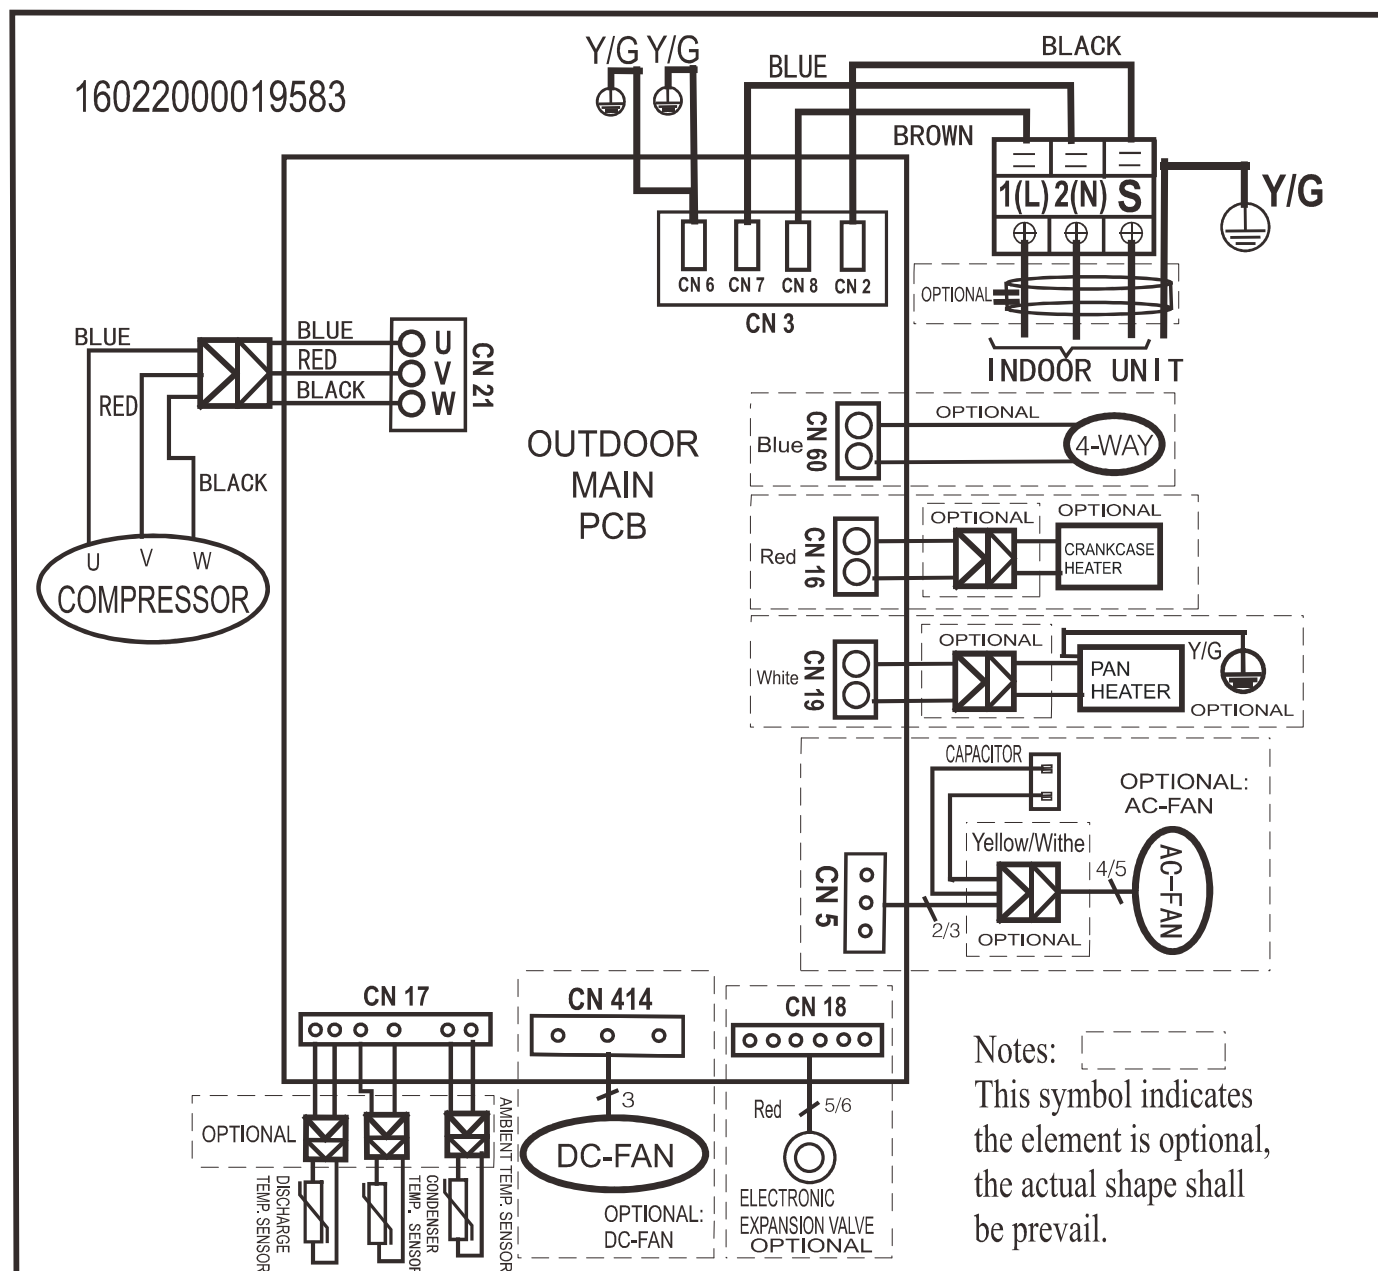 16022000019583
Y/G Y/G
BLUE
BLACK
BROWN
1(L) 2(N) S
Y/G
CN 6 CN 7 CN 8 CN 2
CN 3
OPTIONAL
INDOOR UNIT
BLUE
RED
BLACK
BLUE
RED
BLACK
U
V
W
CN 21
U V W
COMPRESSOR
OUTDOOR
MAIN
PCB
Blue
CN 60
OPTIONAL
4-WAY
Red
CN 16
OPTIONAL
OPTIONAL
CRANKCASE
HEATER
White
CN 19
OPTIONAL
PAN
HEATER
Y/G
OPTIONAL
CAPACITOR
OPTIONAL:
AC-FAN
Yellow/Withe
CN 5
2/3
OPTIONAL
4/5
AC-FAN
CN 17
OPTIONAL
DISCHARGE
TEMP. SENSOR
CONDENSER
TEMP. SENSOR
AMBIENT TEMP. SENSOR
CN 414
3
DC-FAN
OPTIONAL:
DC-FAN
CN 18
Red
5/6
ELECTRONIC
EXPANSION VALVE
OPTIONAL
Notes:
This symbol indicates
the element is optional,
the actual shape shall
be prevail.